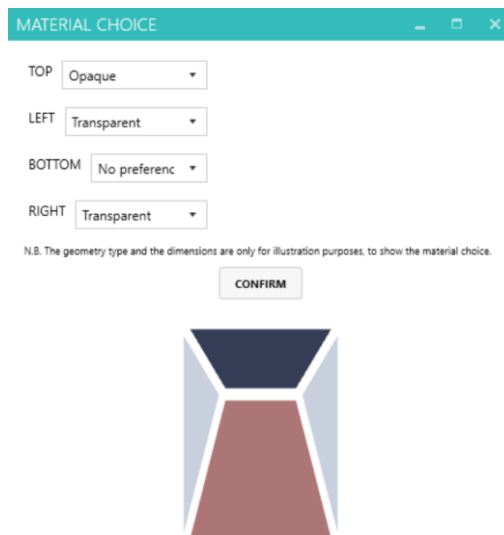 MATERIAL CHOICE
TOP Opaque
LEFT Transparent
BOTTOM No preferenc
RIGHT Transparent
N.B. The geometry type and the dimensions are only for illustration purposes, to show the material choice.
CONFIRM